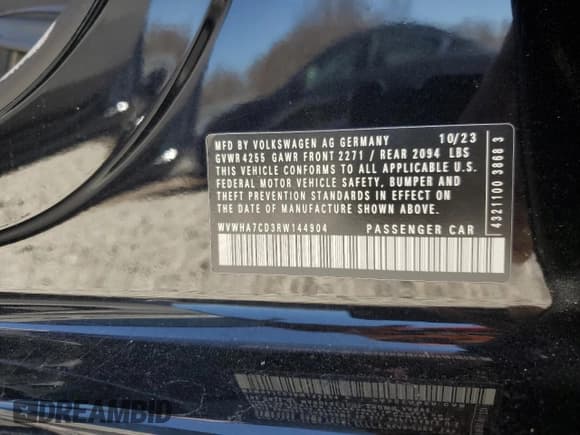 MFD BY VOLKSWAGEN AG GERMANY 10/23
GVWR 4255 GAWR FRONT 2271 / REAR 2094 LBS
THIS VEHICLE CONFORMS TO ALL APPLICABLE U.S.
FEDERAL MOTOR VEHICLE SAFETY, BUMPER AND
THEFT PREVENTION STANDARDS IN EFFECT ON
THE DATE OF MANUFACTURE SHOWN ABOVE.
WVWHA7CD3RW144904 PASSENGER CAR
4321100 3868 3
DREAMBID